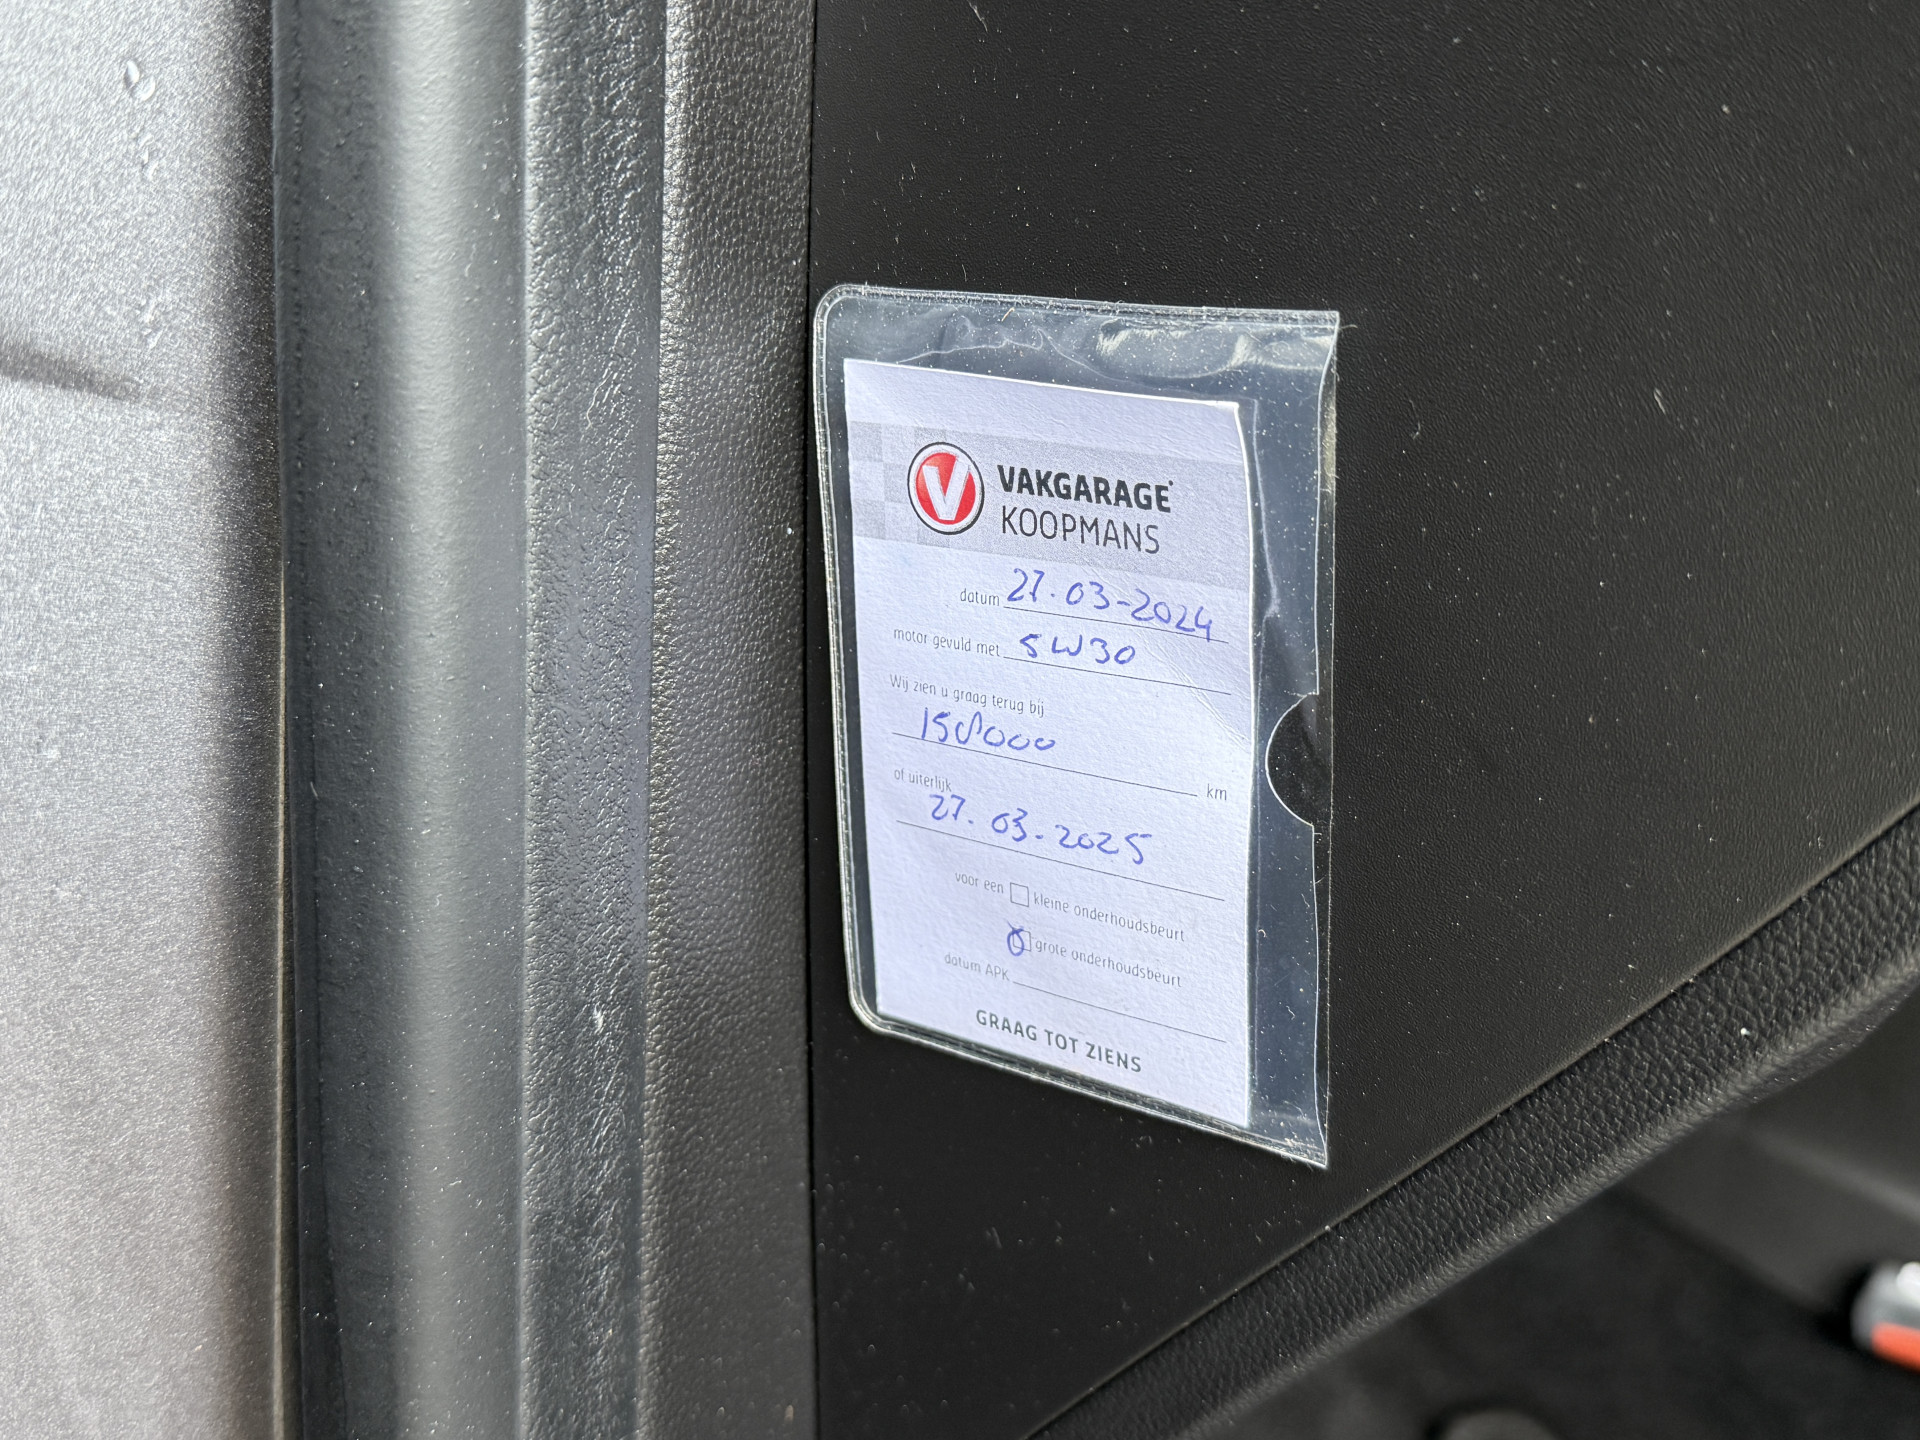 V VAKGARAGE
KOOPMANS
datum 27.03-2024
motor gevuld met 5W30
Wij zien u graag terug bij
158000 km
of uiterlijk
27.03.2025
voor een kleine onderhoudsbeurt
grote onderhoudsbeurt
datum APK
GRAAG TOT ZIENS